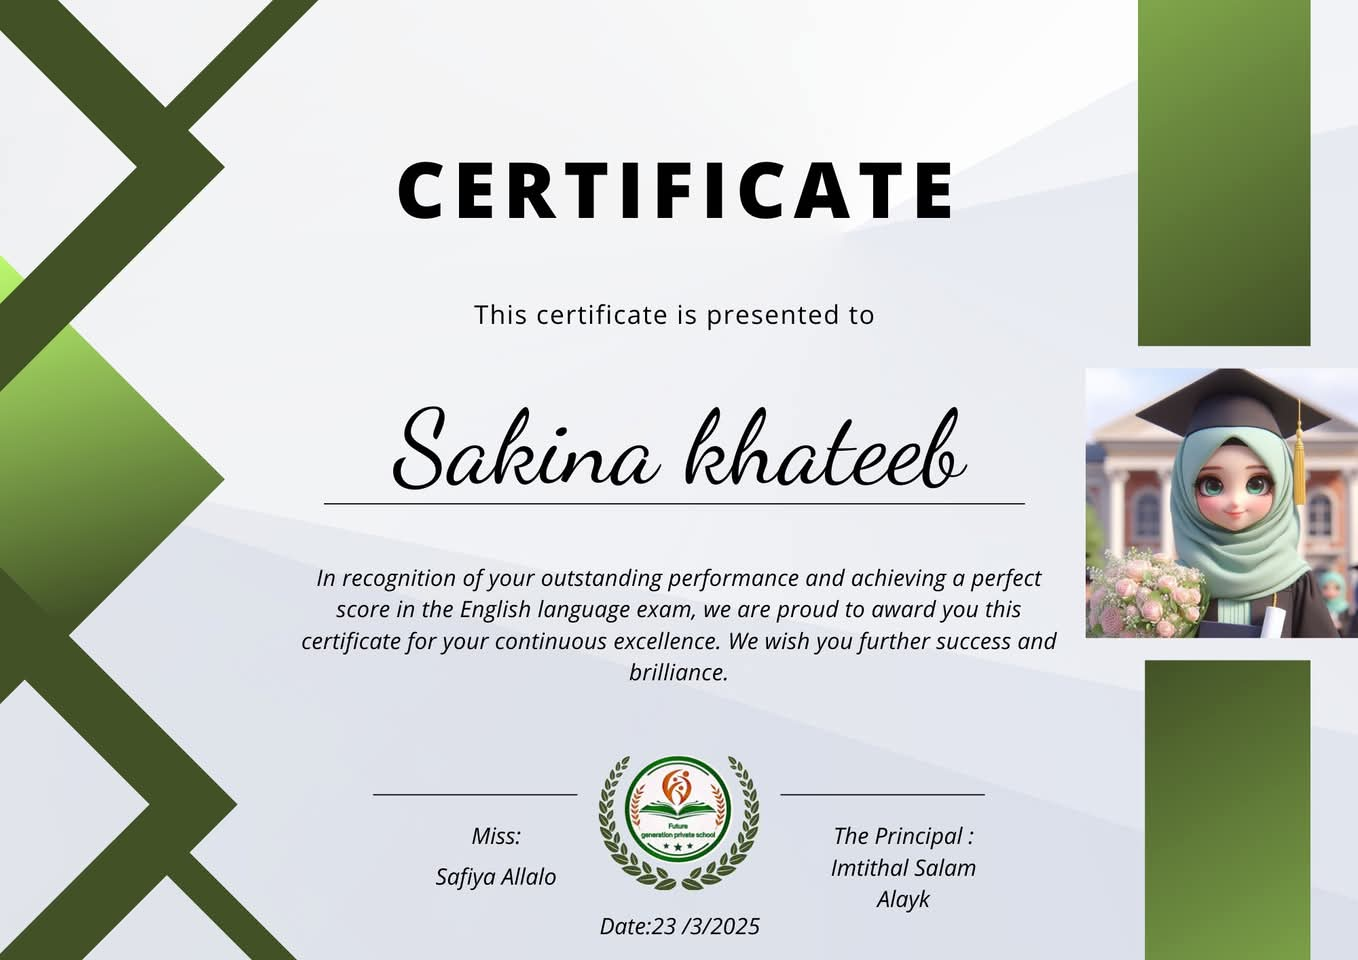 CERTIFICATE
This certificate is presented to
Sakina khateeb
In recognition of your outstanding performance and achieving a perfect
score in the English language exam, we are proud to award you this
certificate for your continuous excellence. We wish you further success and
brilliance.
Future
generation private school
Miss:
Safiya Allalo
The Principal :
Imtithal Salam
Alayk
Date:23 /3/2025